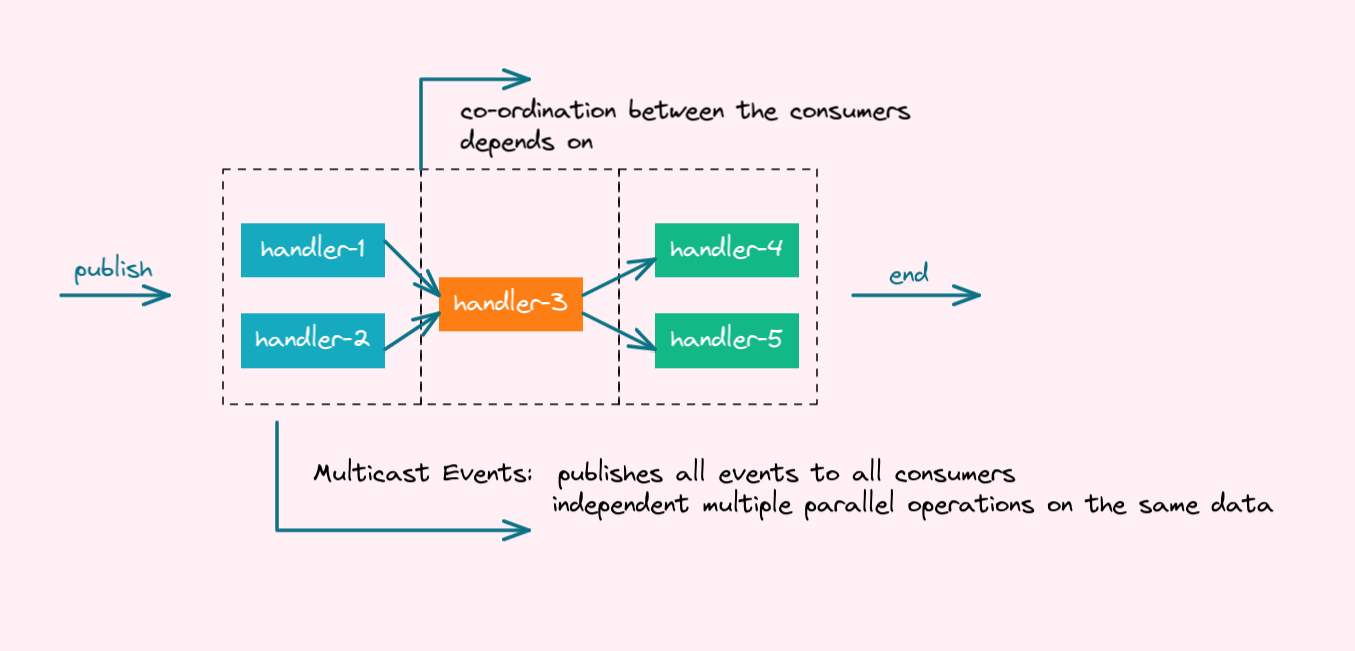 co-ordination between the consumers
depends on
handler-1
handler-4
publish
handler-3
end
handler-2
handler-5
Multicast Events: publishes all events to all consumers
independent multiple parallel operations on the same data